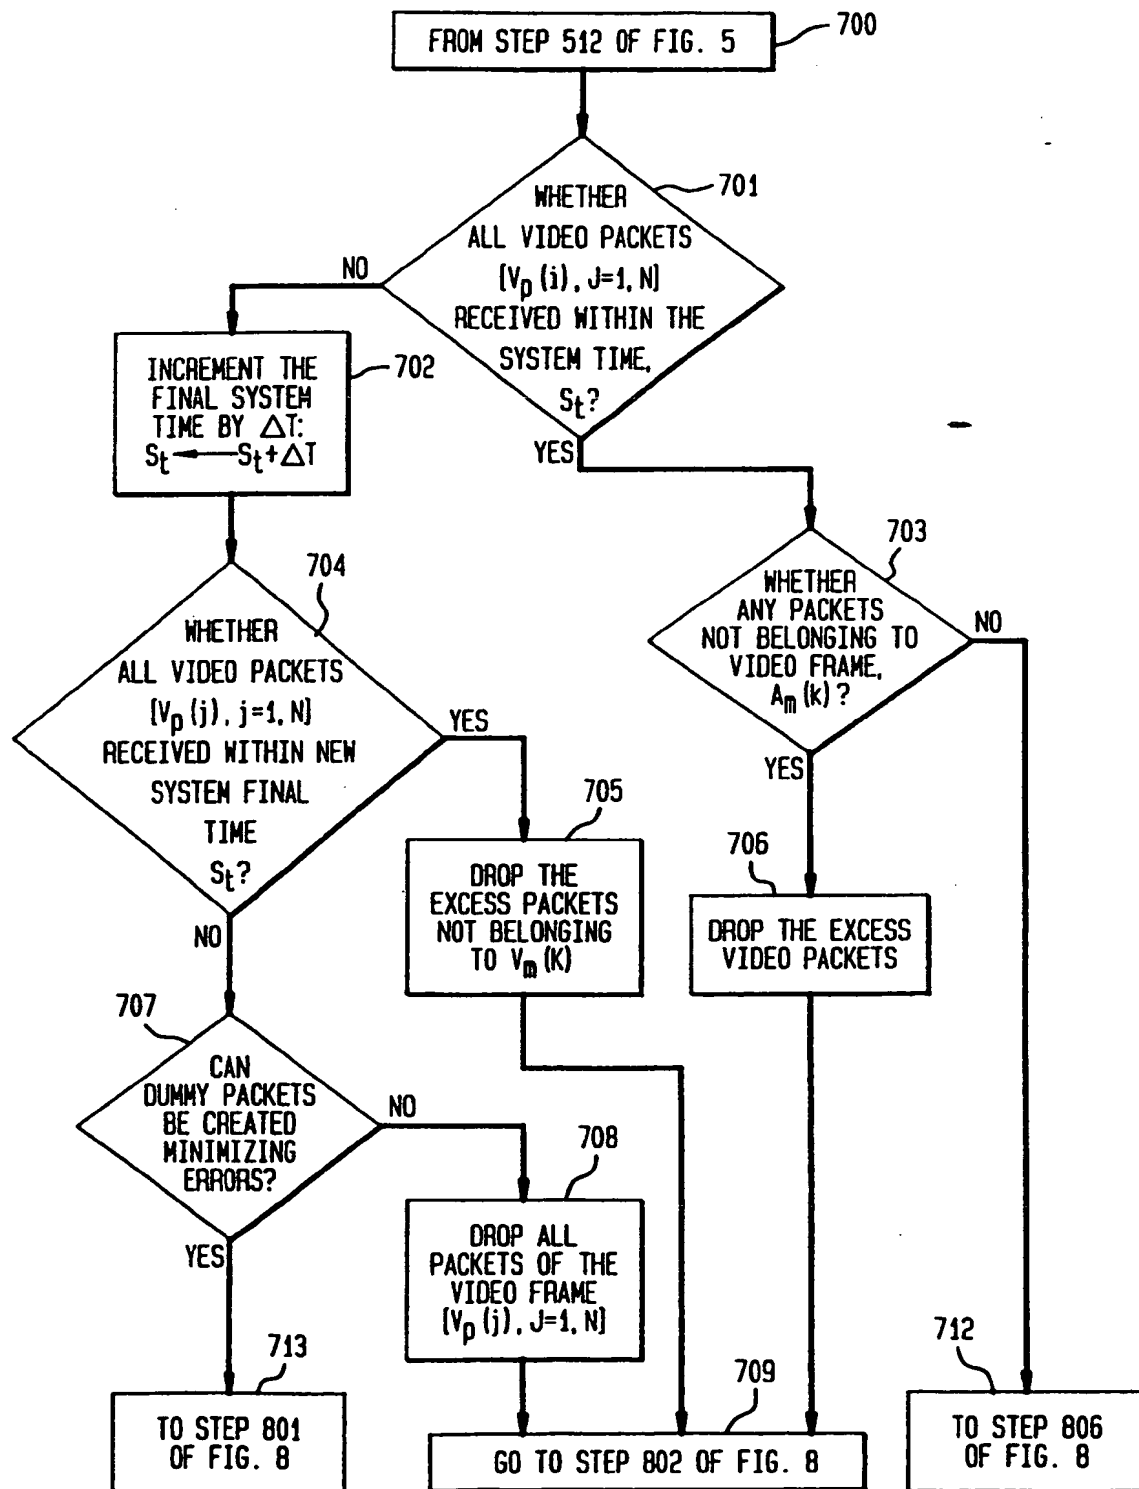 FROM STEP 512 OF FIG. 5
700
WHETHER
ALL VIDEO PACKETS
[Vp(i), J=1, N]
RECEIVED WITHIN THE
SYSTEM TIME,
St?
701
NO
YES
INCREMENT THE
FINAL SYSTEM
TIME BY ΔT:
St ← St+ΔT
702
WHETHER
ANY PACKETS
NOT BELONGING TO
VIDEO FRAME,
Am(k)?
703
NO
YES
WHETHER
ALL VIDEO PACKETS
[Vp(j), j=1, N]
RECEIVED WITHIN NEW
SYSTEM FINAL
TIME
St?
704
YES
NO
DROP THE
EXCESS PACKETS
NOT BELONGING
TO Vm(K)
705
DROP THE EXCESS
VIDEO PACKETS
706
CAN
DUMMY PACKETS
BE CREATED
MINIMIZING
ERRORS?
707
NO
YES
DROP ALL
PACKETS OF THE
VIDEO FRAME
[Vp(j), J=1, N]
708
TO STEP 801
OF FIG. 8
713
GO TO STEP 802 OF FIG. 8
709
TO STEP 806
OF FIG. 8
712